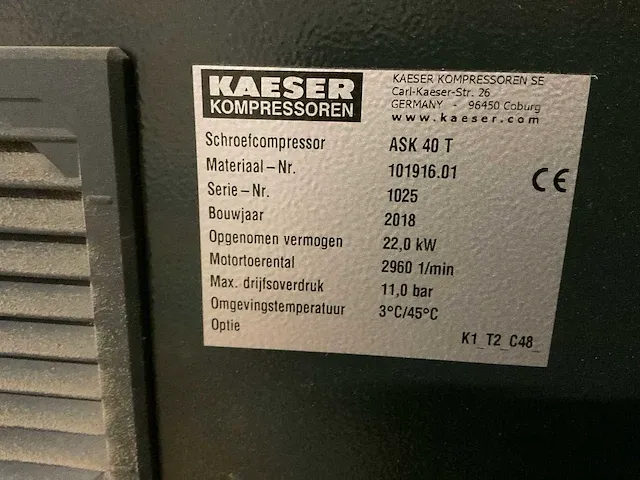 KAESER
KOMPRESSOREN
KAESER KOMPRESSOREN SE
Carl-Kaeser-Str. 26
GERMANY - 96450 Coburg
www.kaeser.com
Schroefcompressor ASK 40 T
Materiaal-Nr. 101916.01
Serie-Nr. 1025
Bouwjaar 2018
Opgenomen vermogen 22,0 kW
Motortoerental 2960 1/min
Max. drijfsoverdruk 11,0 bar
Omgevingstemperatuur 3°C/45°C
Optie K1_T2_C48_
CE